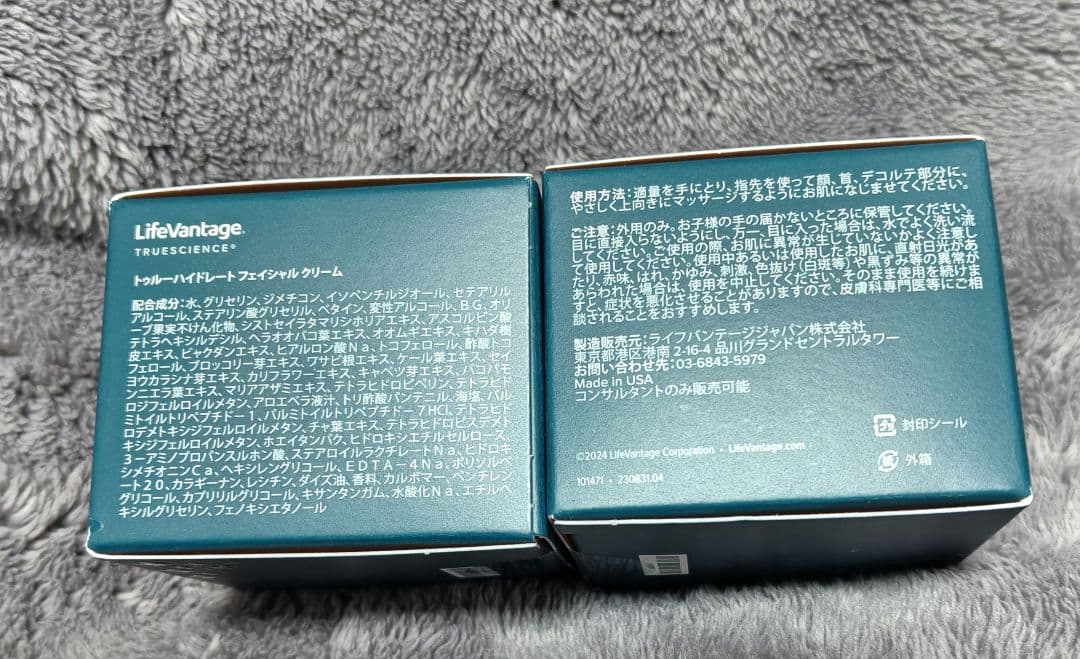 LifeVantage®
TRUESCIENCE®
トゥルーハイドレート フェイシャル クリーム
配合成分：水、グリセリン、ジメチコン、イソペンチルジオール、セテアリル
アルコール、ステアリン酸グリセリル、ベタイン、変性アルコール、ＢＧ、オリ
ーブ果実不けん化物、シストセイラタマリシホリアエキス、アスコルビン酸
テトラヘキシルデシル、ヘラオオバコ葉エキス、オオムギエキス、キハダ樹
皮エキス、ビャクダンエキス、ヒアルロン酸Ｎａ、トコフェロール、酢酸トコ
フェロール、ブロッコリー芽エキス、ワサビ根エキス、ケール葉エキス、セイ
ヨウカラシナ芽エキス、カリフラワー芽エキス、キャベツ芽エキス、バコパモ
ンニエラ葉エキス、マリアアザミエキス、テトラヒドロピペリン、テトラヒド
ロジフェルロイルメタン、アロエベラ液汁、トリ酢酸パンテニル、海塩、パル
ミトイルトリペプチドー１、パルミトイルトリペプチドー７HCl、テトラヒド
ロデメトキシジフェルロイルメタン、チャ葉エキス、テトラヒドロビスデメト
キシジフェルロイルメタン、ホエイタンパク、ヒドロキシエチルセルロース、
３－アミノプロパンスルホン酸、ステアロイルラクチレートＮａ、ヒドロキ
シメチオニンＣａ、ヘキシレングリコール、ＥＤＴＡ－４Ｎａ、ポリソルベ
ート２０、カラギーナン、レシチン、ダイズ油、香料、カルボマー、ペンチレン
グリコール、カプリリルグリコール、キサンタンガム、水酸化Ｎａ、エチルヘ
キシルグリセリン、フェノキシエタノール
使用方法：適量を手にとり、指先を使って顔、首、デコルテ部分に、
やさしく上向きにマッサージするようにお肌になじませてください。
ご注意：外用のみ。お子様の手の届かないところに保管してください。
目に直接入らないようにし、万一、目に入った場合は、水でよく洗い流
してください。ご使用の際、お肌に異常が生じていないかよく注意し
て使用してください。使用中あるいは使用したお肌に、直射日光があ
たり、赤味、はれ、かゆみ、刺激、色抜け（白斑等）や黒ずみ等の異常が
あらわれた場合は、使用を中止してください。そのまま使用を続けま
すと、症状を悪化させることがありますので、皮膚科専門医等にご相
談されることをおすすめします。
製造販売元：ライフバンテージジャパン株式会社
東京都港区港南 2-16-4 品川グランドセントラルタワー
お問い合わせ先：03-6843-5979
Made in USA
コンサルタントのみ販売可能
プラ 封印シール
©2024 LifeVantage Corporation • LifeVantage.com
紙 外箱
101471 • 230831.04